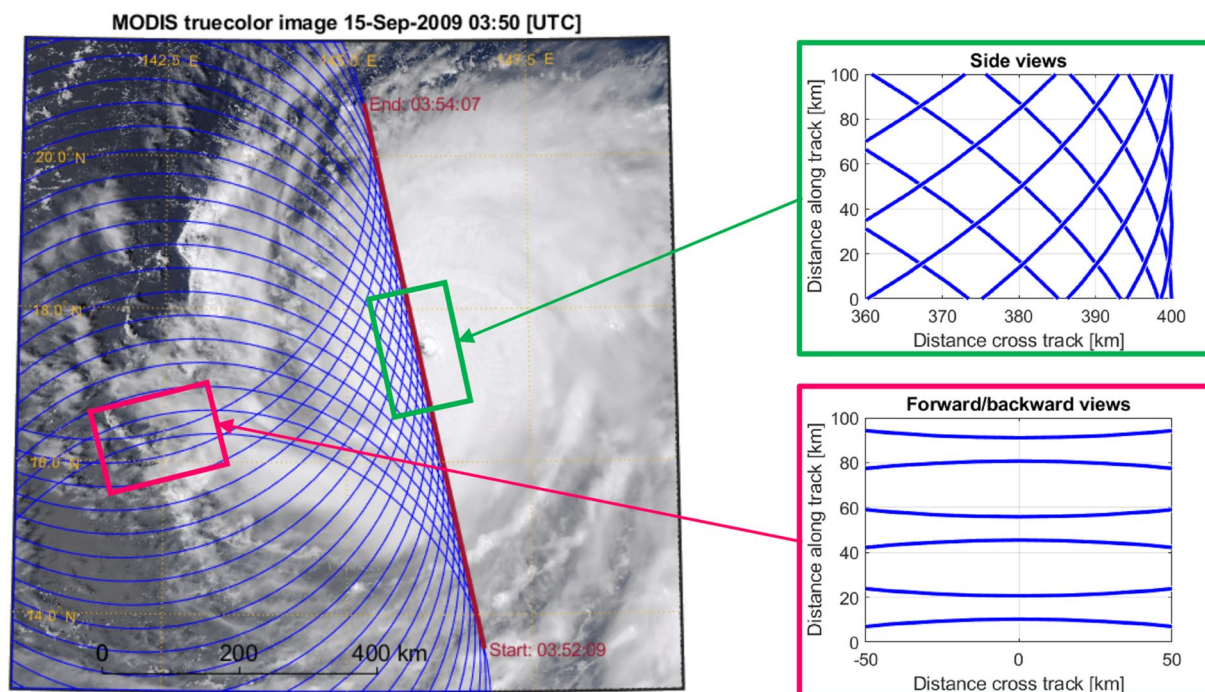 MODIS truecolor image 15-Sep-2009 03:50 [UTC]
142.5 E
147.5 E
End: 03:54:07
20.0 N
18.0 N
16.0 N
14.0 N
Start: 03:52:09
0 200 400 km
Side views
Distance along track [km]
100
80
60
40
20
0
360 370 380 390 400
Distance cross track [km]
Forward/backward views
Distance along track [km]
100
80
60
40
20
0
-50 0 50
Distance cross track [km]